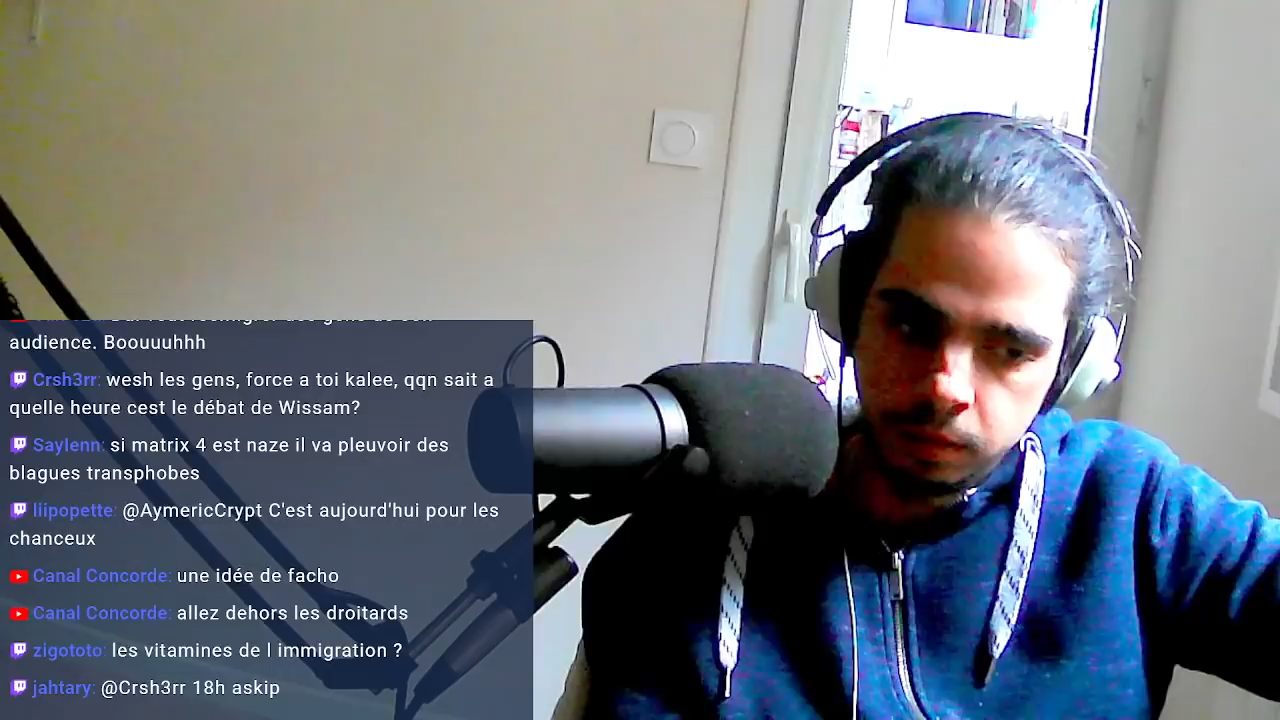 audience. Boouuuhhh
Crsh3rr: wesh les gens, force a toi kalee, qqn sait a
quelle heure cest le débat de Wissam?
Saylenn: si matrix 4 est naze il va pleuvoir des
blagues transphobes
liipopette: @AymericCrypt C'est aujourd'hui pour les
chanceux
Canal Concorde: une idée de facho
Canal Concorde: allez dehors les droitards
zigototo: les vitamines de l immigration ?
jahtary: @Crsh3rr 18h askip